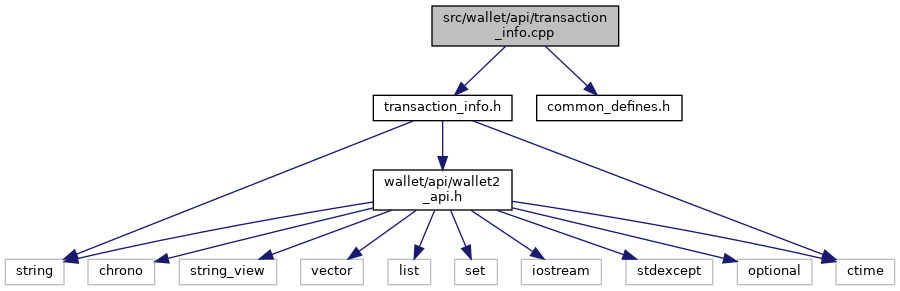 src/wallet/api/transaction
_info.cpp
transaction_info.h
common_defines.h
wallet/api/wallet2
_api.h
string
chrono
string_view
vector
list
set
iostream
stdexcept
optional
ctime